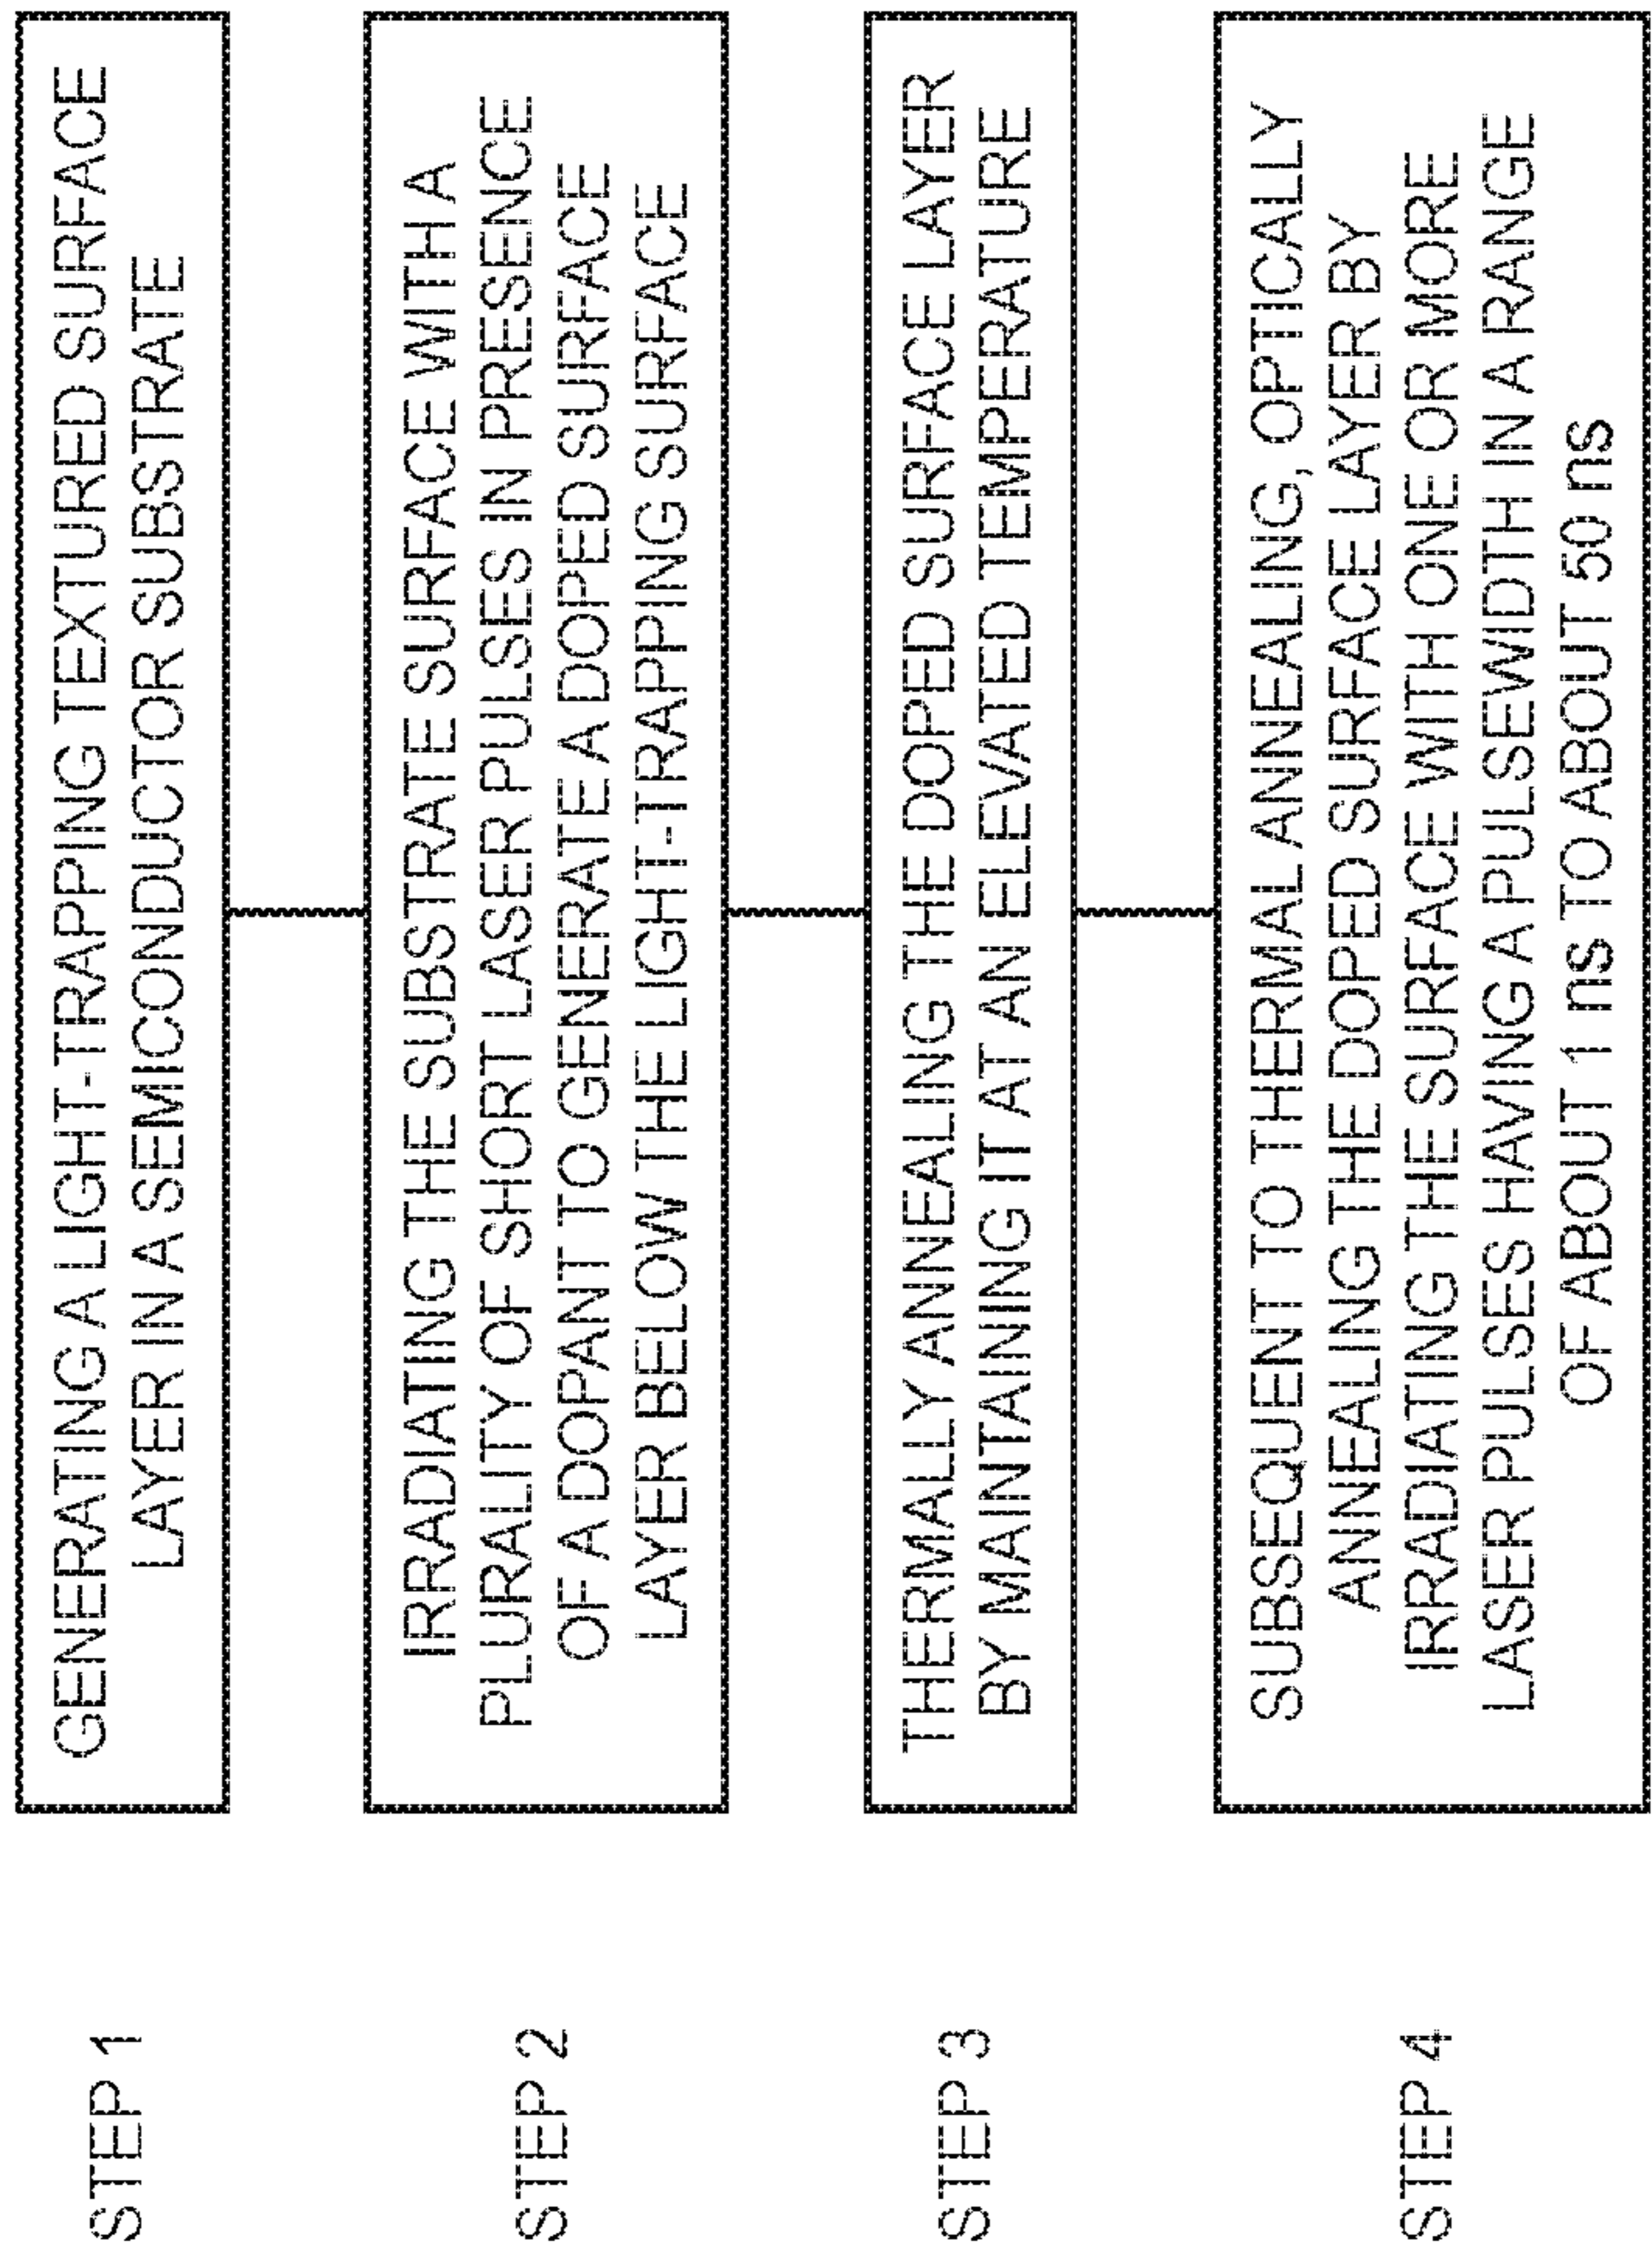 STEP 1
GENERATING A LIGHT-TRAPPING TEXTURED SURFACE
LAYER IN A SEMICONDUCTOR SUBSTRATE
STEP 2
IRRADIATING THE SUBSTRATE SURFACE WITH A
PLURALITY OF SHORT LASER PULSES IN PRESENCE
OF A DOPANT TO GENERATE A DOPED SURFACE
LAYER BELOW THE LIGHT-TRAPPING SURFACE
STEP 3
THERMALLY ANNEALING THE DOPED SURFACE LAYER
BY MAINTAINING IT AT AN ELEVATED TEMPERATURE
STEP 4
SUBSEQUENT TO THERMAL ANNEALING, OPTICALLY
ANNEALING THE DOPED SURFACE LAYER BY
IRRADIATING THE SURFACE WITH ONE OR MORE
LASER PULSES HAVING A PULSEWIDTH IN A RANGE
OF ABOUT 1 ns TO ABOUT 50 ns